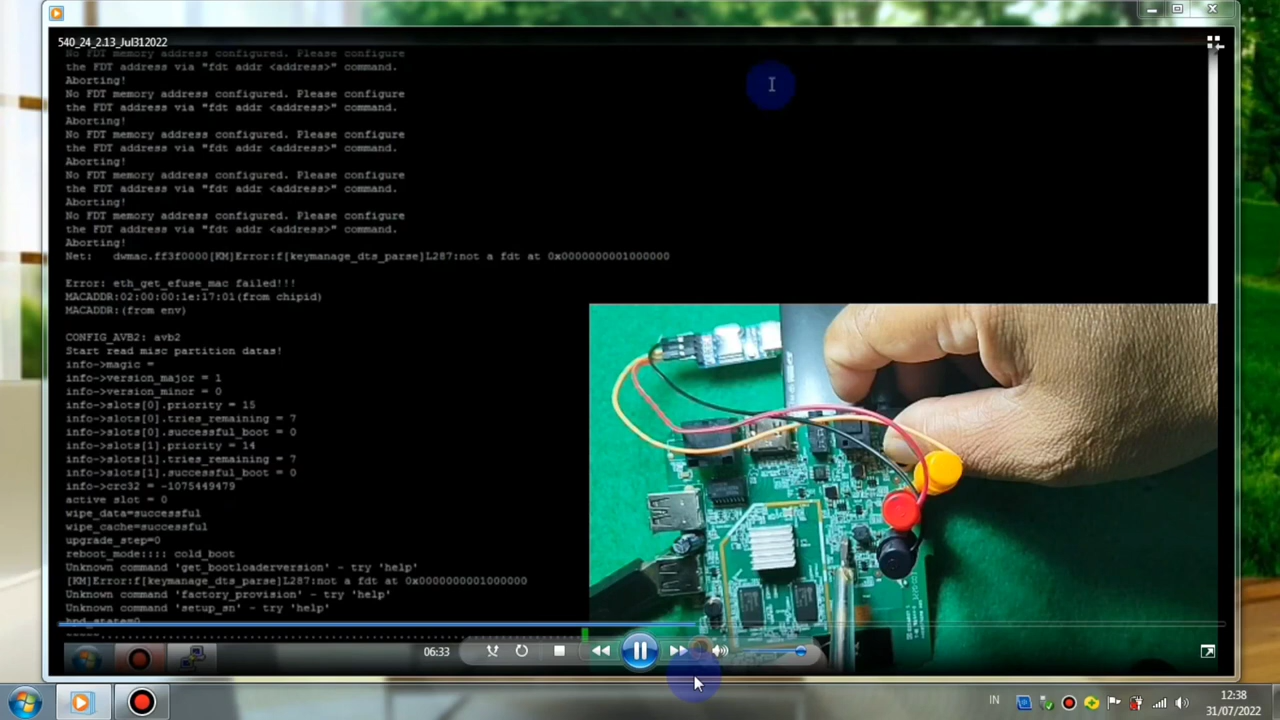 540_24_2.13_Jul312022
No FDT memory address configured. Please configure
the FDT address via "fdt addr <address>" command.
Aborting!
No FDT memory address configured. Please configure
the FDT address via "fdt addr <address>" command.
Aborting!
No FDT memory address configured. Please configure
the FDT address via "fdt addr <address>" command.
Aborting!
No FDT memory address configured. Please configure
the FDT address via "fdt addr <address>" command.
Aborting!
No FDT memory address configured. Please configure
the FDT address via "fdt addr <address>" command.
Aborting!
Net:   dwmac.ff3f0000[KM]Error:f[keymanage_dts_parse]L287:not a fdt at 0x0000000001000000
Error: eth_get_efuse_mac failed!!!
MACADDR:02:00:00:1e:17:01(from chipid)
MACADDR:(from env)
CONFIG_AVB2: avb2
Start read misc partition datas!
info->magic =
info->version_major = 1
info->version_minor = 0
info->slots[0].priority = 15
info->slots[0].tries_remaining = 7
info->slots[0].successful_boot = 0
info->slots[1].priority = 14
info->slots[1].tries_remaining = 7
info->slots[1].successful_boot = 0
info->crc32 = -1075449479
active slot = 0
wipe_data=successful
wipe_cache=successful
upgrade_step=0
reboot_mode:::: cold_boot
Unknown command 'get_bootloaderversion' - try 'help'
[KM]Error:f[keymanage_dts_parse]L287:not a fdt at 0x0000000001000000
Unknown command 'factory_provision' - try 'help'
Unknown command 'setup_sn' - try 'help'
hpd_state=0
06:33
IN
12:38
31/07/2022